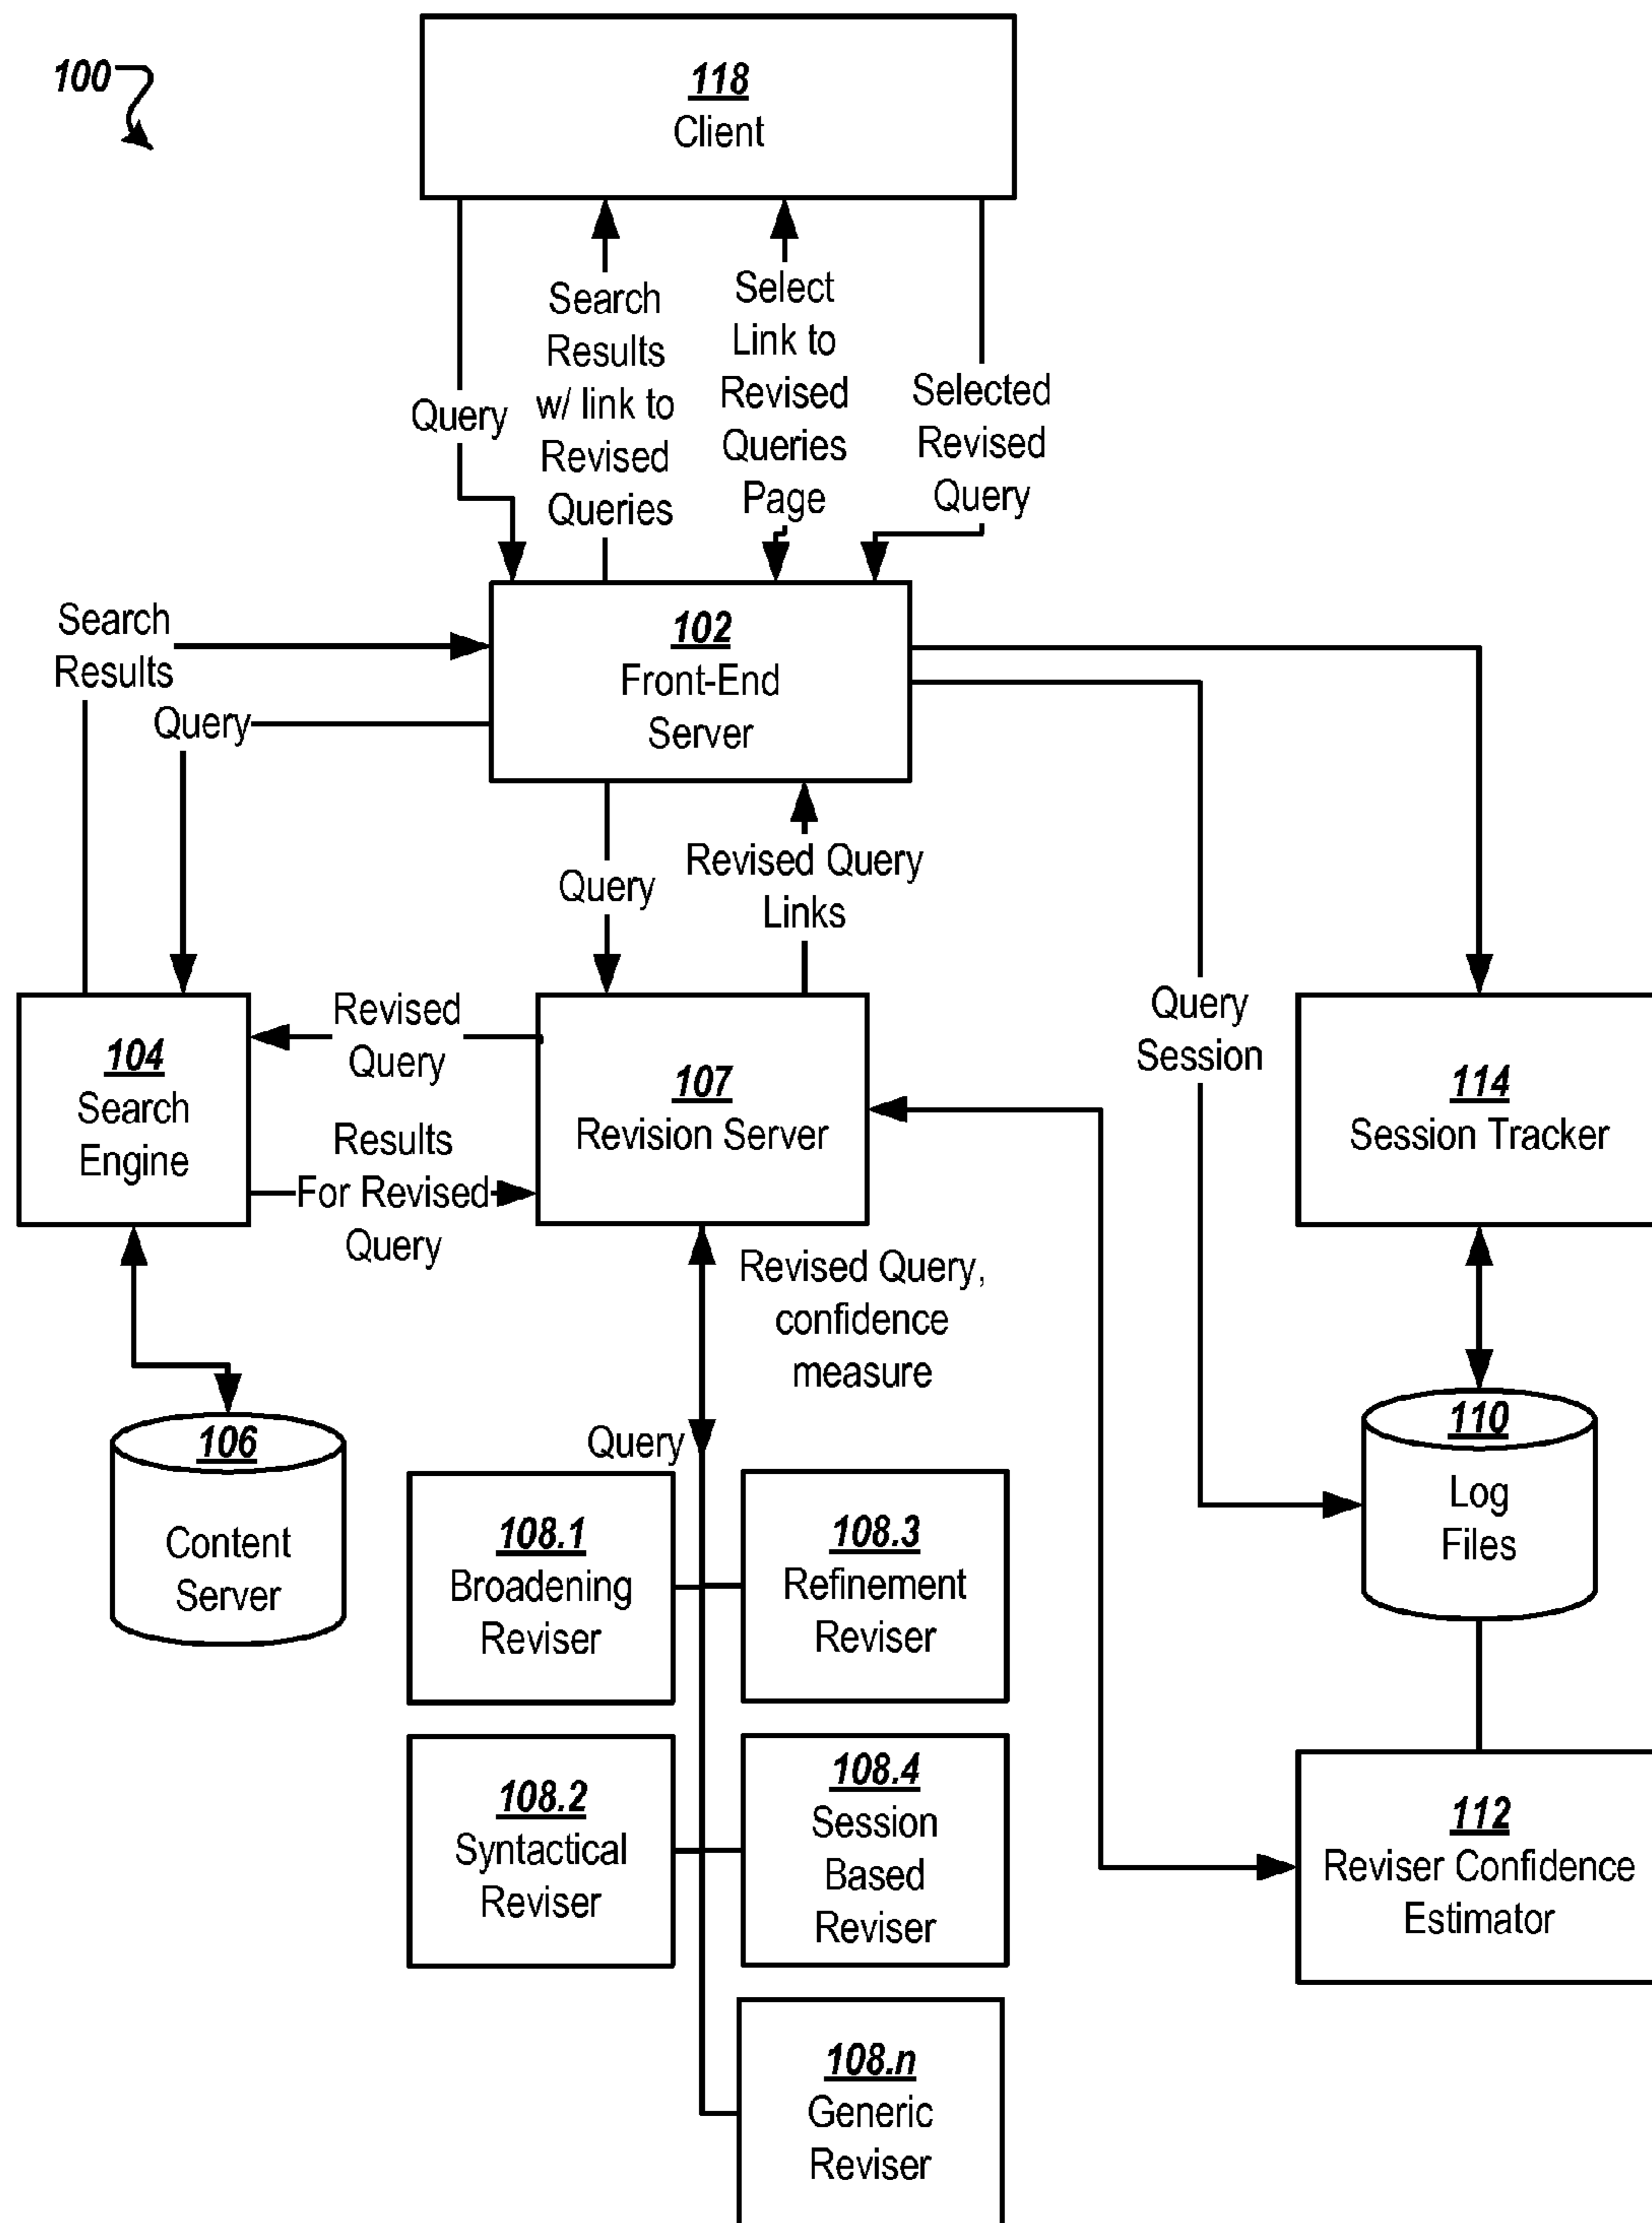 100
118
Client
Query
Search
Results
w/ link to
Revised
Queries
Select
Link to
Revised
Queries
Page
Selected
Revised
Query
Search
Results
Query
102
Front-End
Server
Query
Revised Query
Links
Query
Session
104
Search
Engine
Revised
Query
Results
For Revised
Query
107
Revision Server
114
Session Tracker
Revised Query,
confidence
measure
Query
106
Content
Server
110
Log
Files
108.1
Broadening
Reviser
108.3
Refinement
Reviser
108.2
Syntactical
Reviser
108.4
Session
Based
Reviser
112
Reviser Confidence
Estimator
108.n
Generic
Reviser